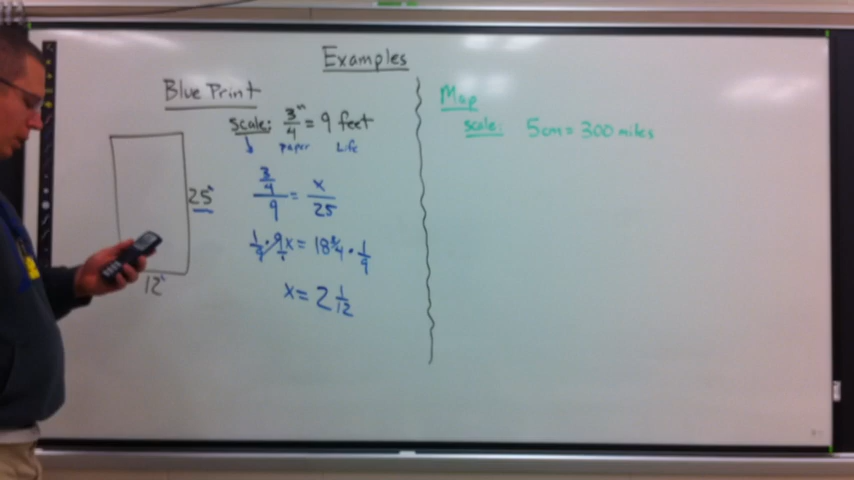 Examples
Blue Print
scale: 3/4" = 9 feet
paper Life
25'
12'
3/4 / 9 = x / 25
1/9 · 9/1 x = 18 3/4 · 1/9
x = 2 1/12
Map
scale: 5cm = 300 miles